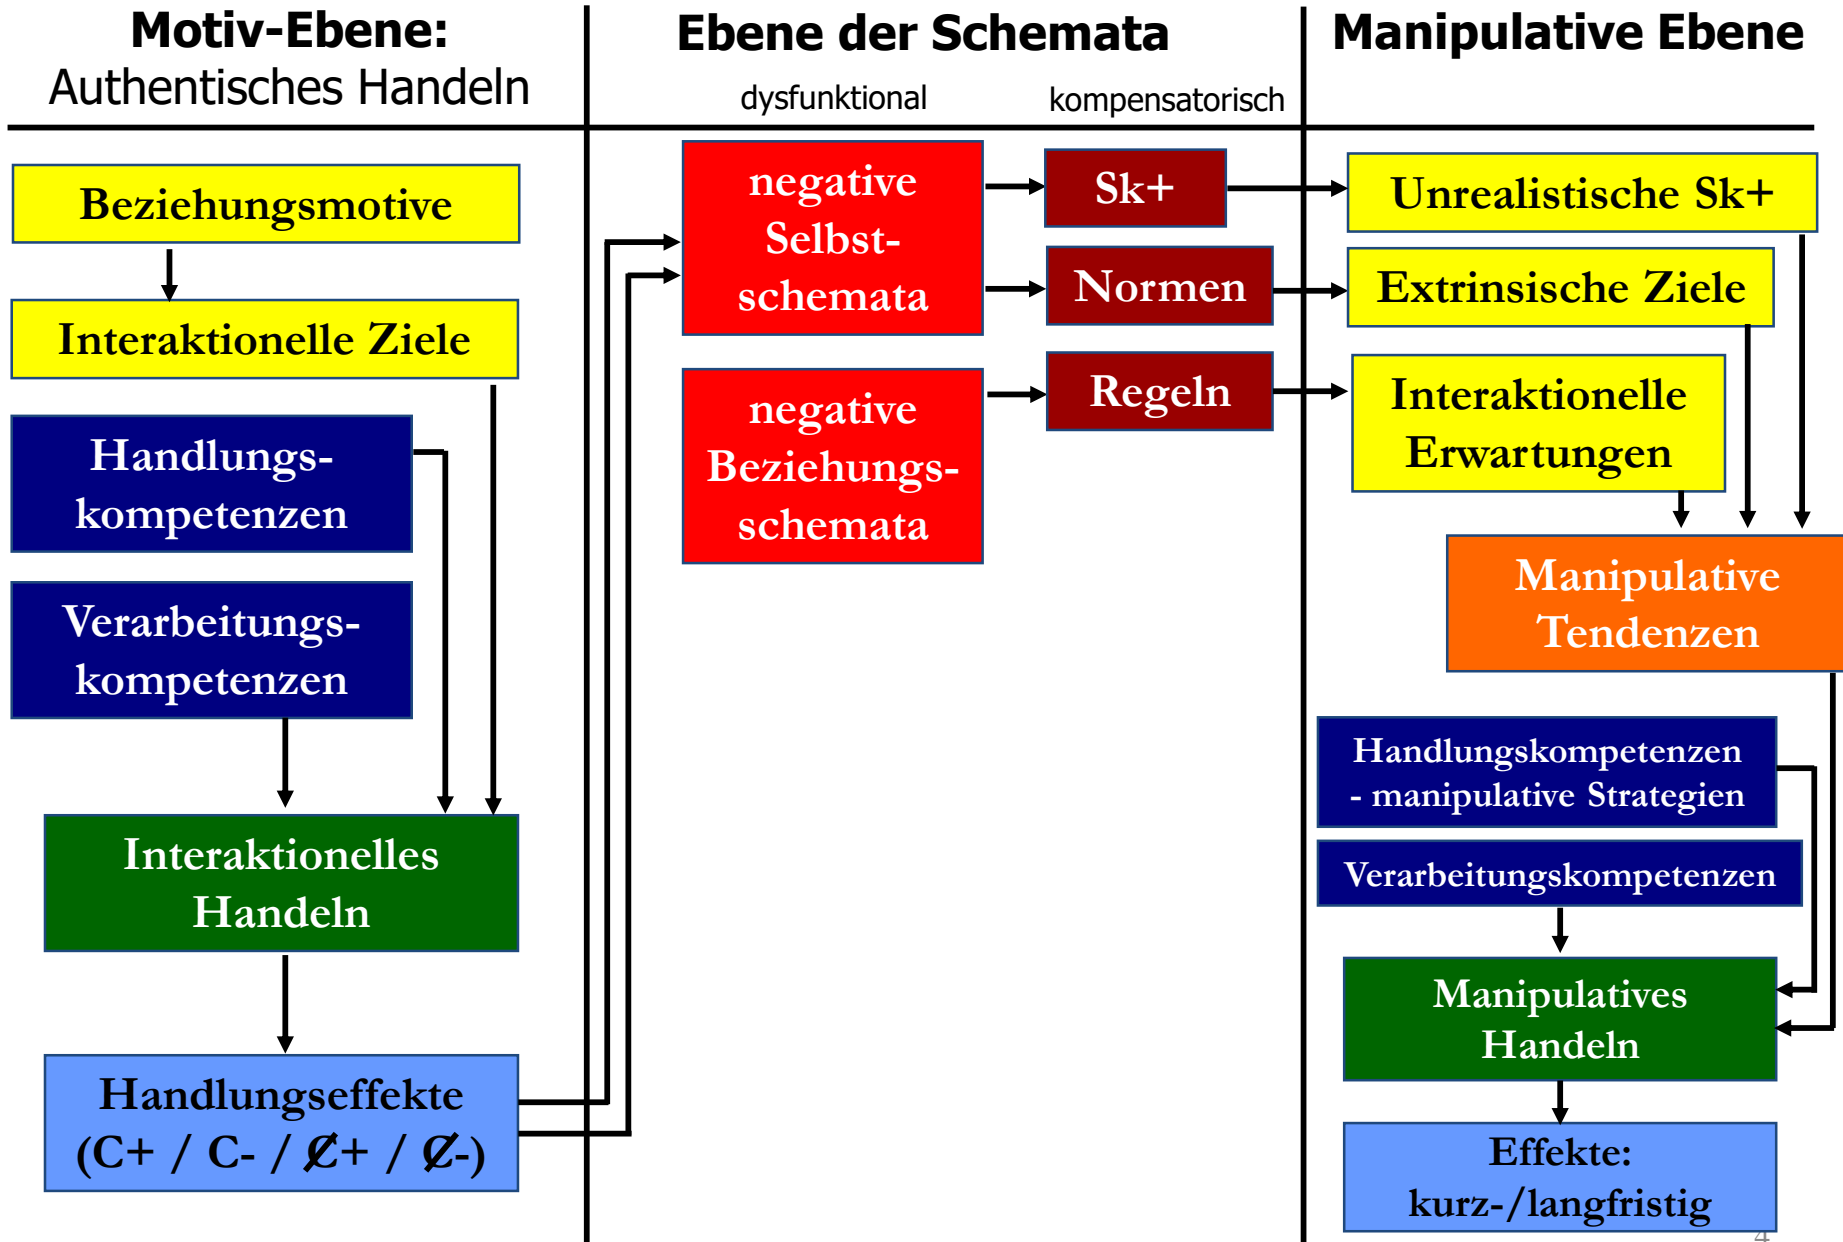 Motiv-Ebene:
Authentisches Handeln
Beziehungsmotive
Interaktionelle Ziele
Handlungs-
kompetenzen
Verarbeitungs-
kompetenzen
Interaktionelles
Handeln
Handlungseffekte
(C+ / C- / C̸+ / C̸-)
Ebene der Schemata
dysfunktional
kompensatorisch
negative
Selbst-
schemata
negative
Beziehungs-
schemata
Sk+
Normen
Regeln
Manipulative Ebene
Unrealistische Sk+
Extrinsische Ziele
Interaktionelle
Erwartungen
Manipulative
Tendenzen
Handlungskompetenzen
- manipulative Strategien
Verarbeitungskompetenzen
Manipulatives
Handeln
Effekte:
kurz-/langfristig
4